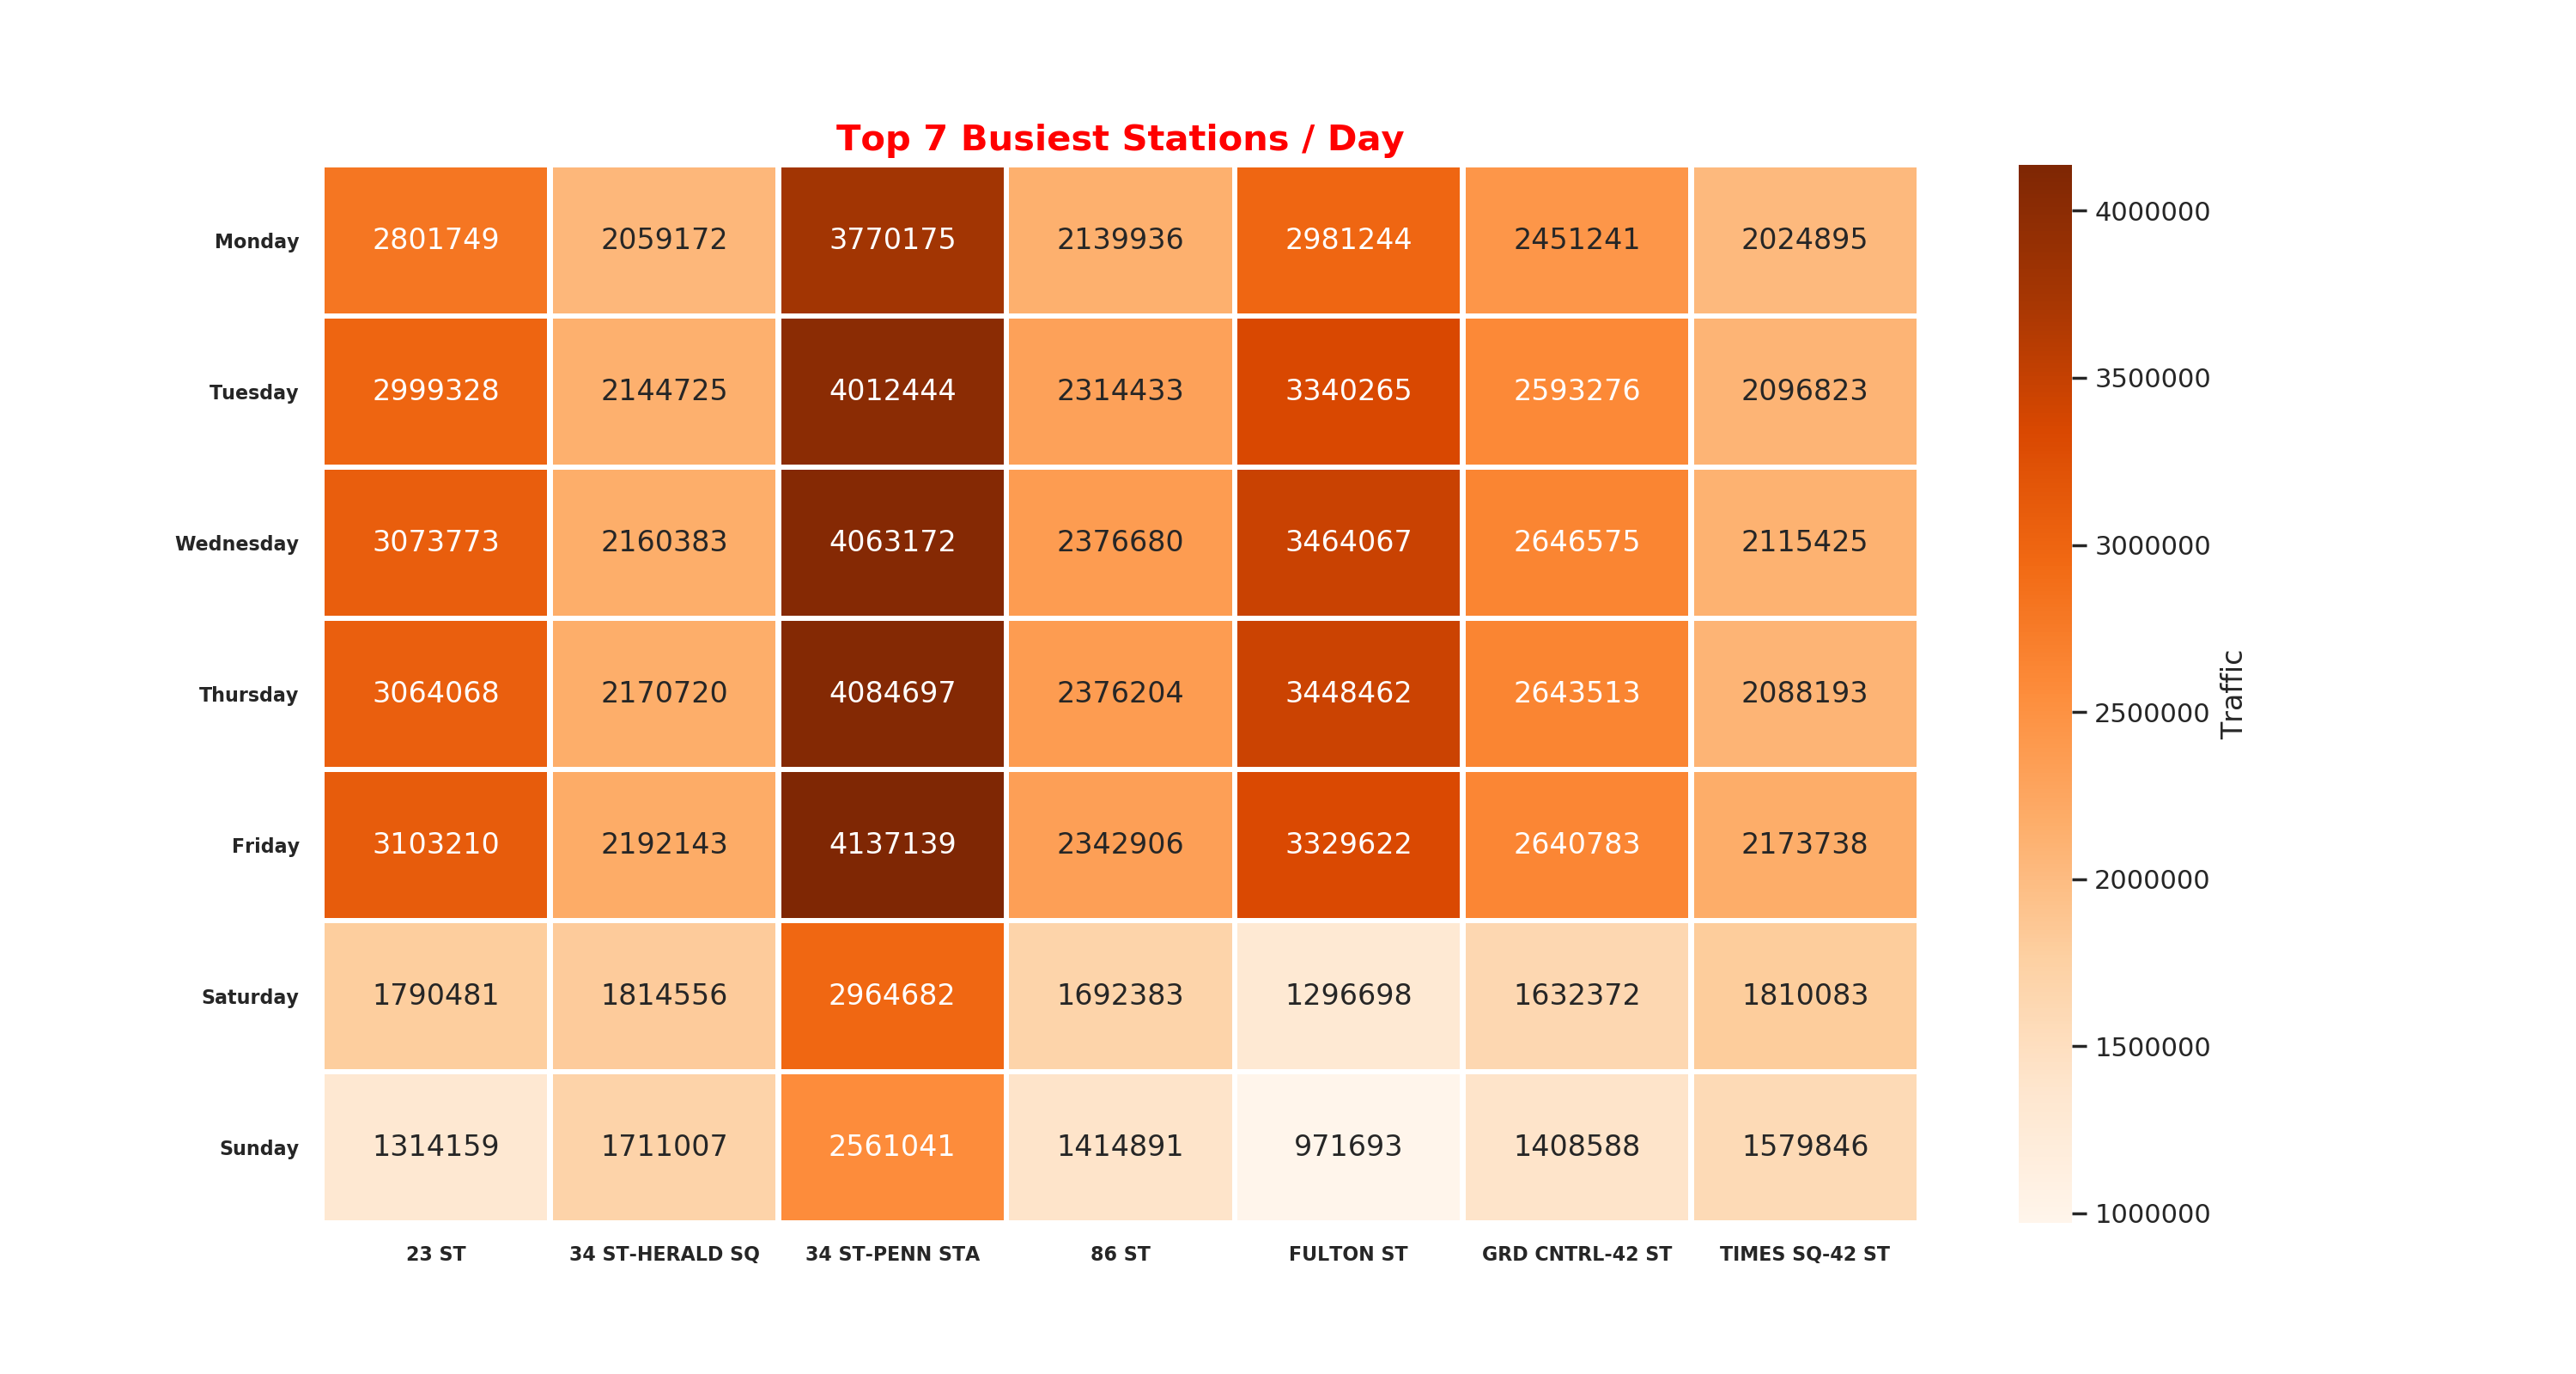 Top 7 Busiest Stations / Day
Monday 2801749 2059172 3770175 2139936 2981244 2451241 2024895
Tuesday 2999328 2144725 4012444 2314433 3340265 2593276 2096823
Wednesday 3073773 2160383 4063172 2376680 3464067 2646575 2115425
Thursday 3064068 2170720 4084697 2376204 3448462 2643513 2088193
Friday 3103210 2192143 4137139 2342906 3329622 2640783 2173738
Saturday 1790481 1814556 2964682 1692383 1296698 1632372 1810083
Sunday 1314159 1711007 2561041 1414891 971693 1408588 1579846
23 ST 34 ST-HERALD SQ 34 ST-PENN STA 86 ST FULTON ST GRD CNTRL-42 ST TIMES SQ-42 ST
4000000
3500000
3000000
2500000
2000000
1500000
1000000
Traffic